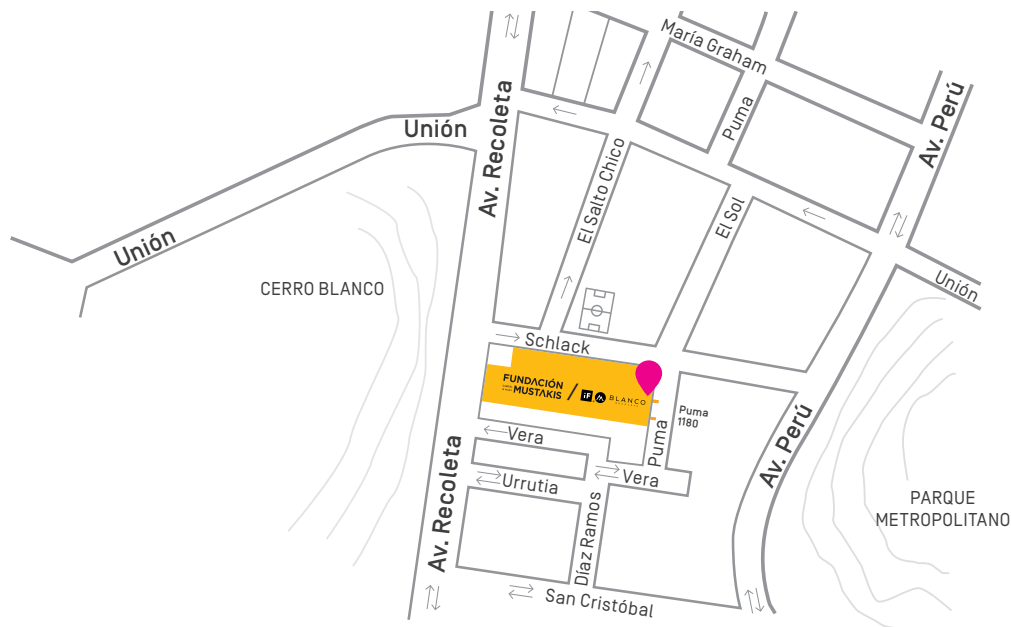 María Graham
Av. Recoleta
Unión
Puma
Av. Perú
El Salto Chico
El Sol
Unión
CERRO BLANCO
Unión
Schlack
FUNDACIÓN
MUSTAKIS
/
iF
BLANCO
Puma
1180
Puma
Vera
Vera
Urrutia
Av. Perú
Av. Recoleta
Díaz Ramos
PARQUE
METROPOLITANO
San Cristóbal